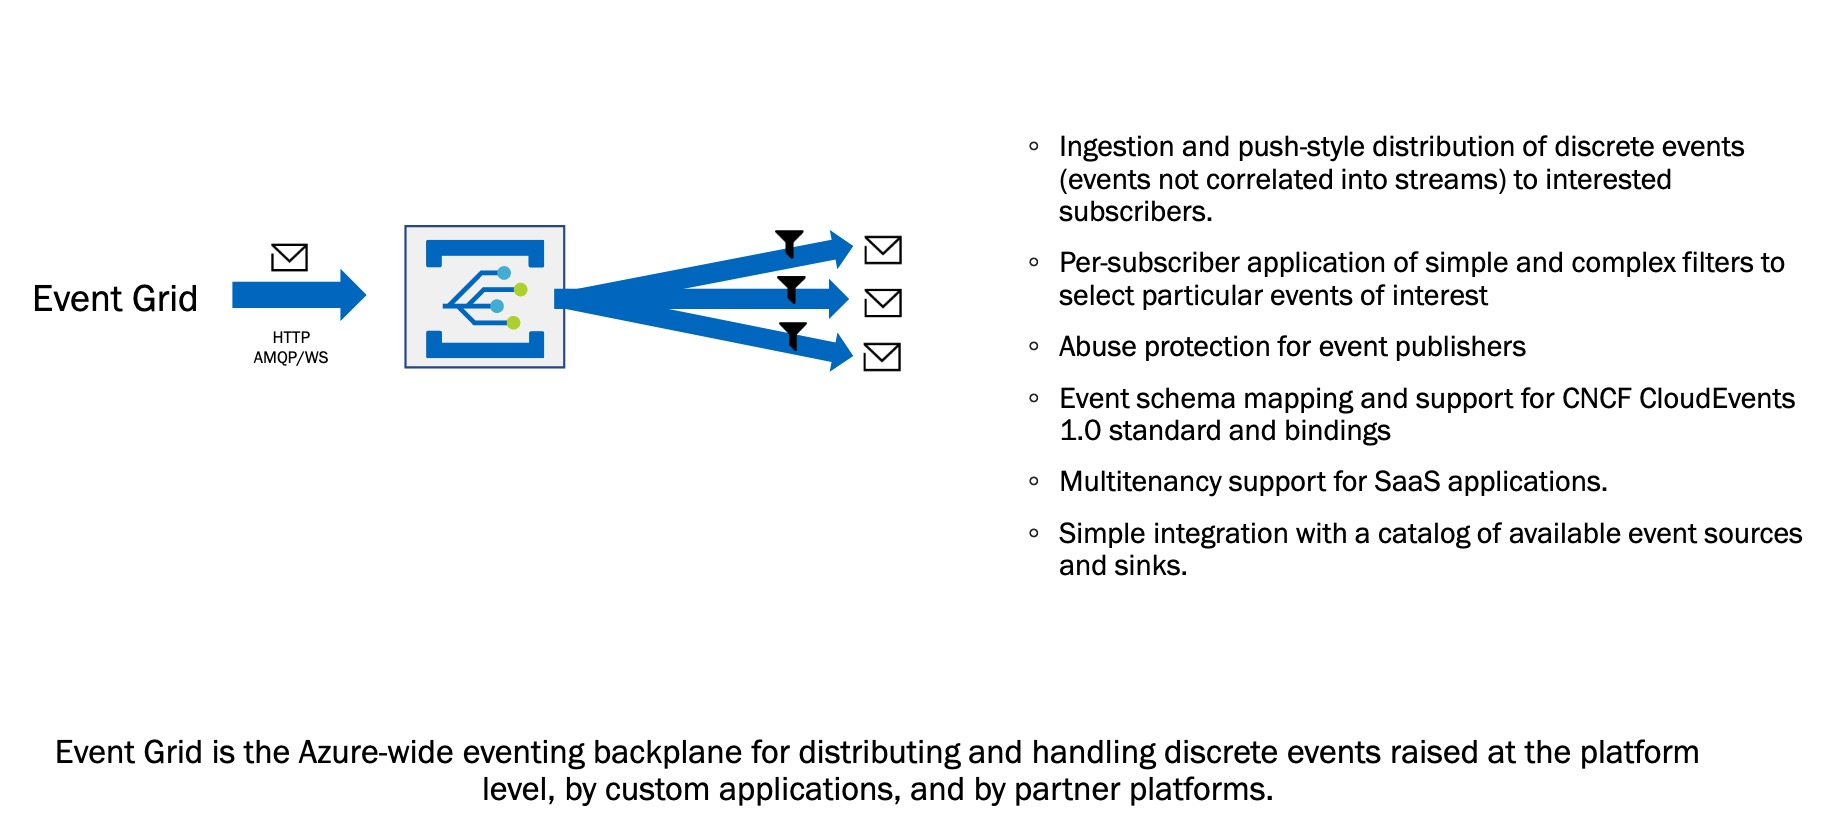 Event Grid
HTTP
AMQP/WS
◦ Ingestion and push-style distribution of discrete events
(events not correlated into streams) to interested
subscribers.
◦ Per-subscriber application of simple and complex filters to
select particular events of interest
◦ Abuse protection for event publishers
◦ Event schema mapping and support for CNCF CloudEvents
1.0 standard and bindings
◦ Multitenancy support for SaaS applications.
◦ Simple integration with a catalog of available event sources
and sinks.
Event Grid is the Azure-wide eventing backplane for distributing and handling discrete events raised at the platform
level, by custom applications, and by partner platforms.